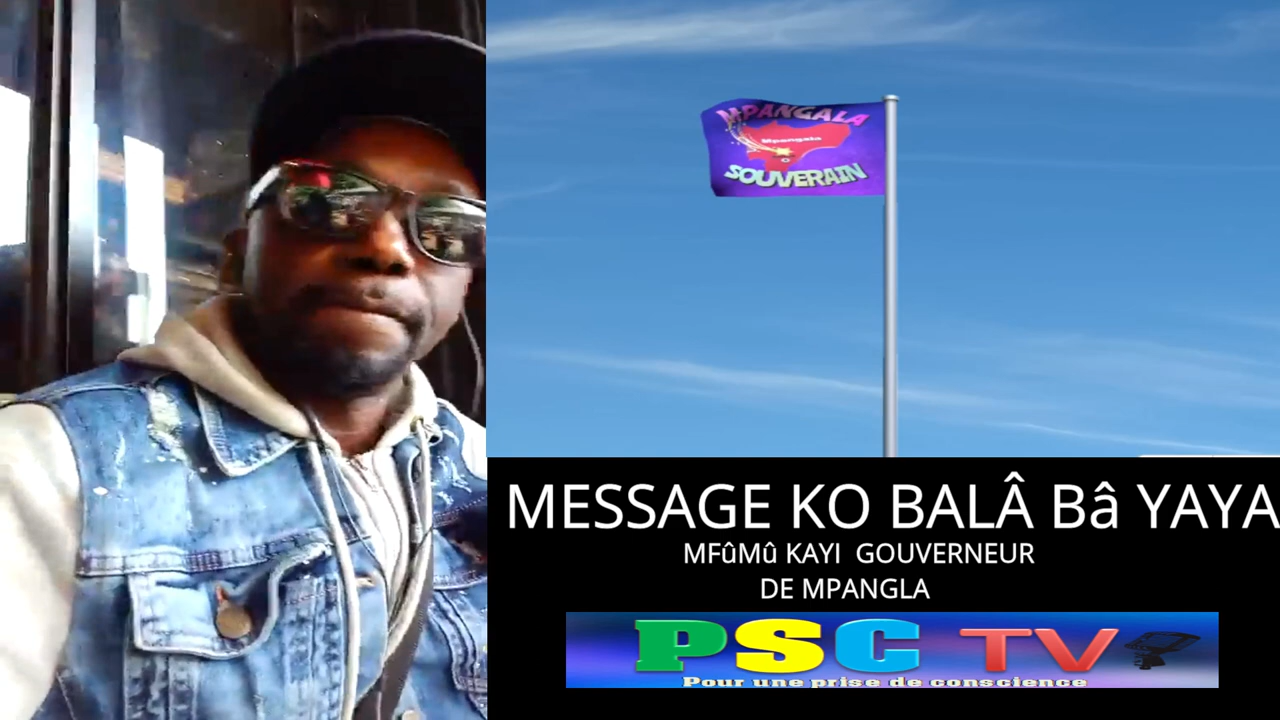 MPANGALA
Mpangala
SOUVERAIN
MESSAGE KO BALÂ Bâ YAYA
MFûMû KAYI GOUVERNEUR
DE MPANGLA
PSC TV
Pour une prise de conscience